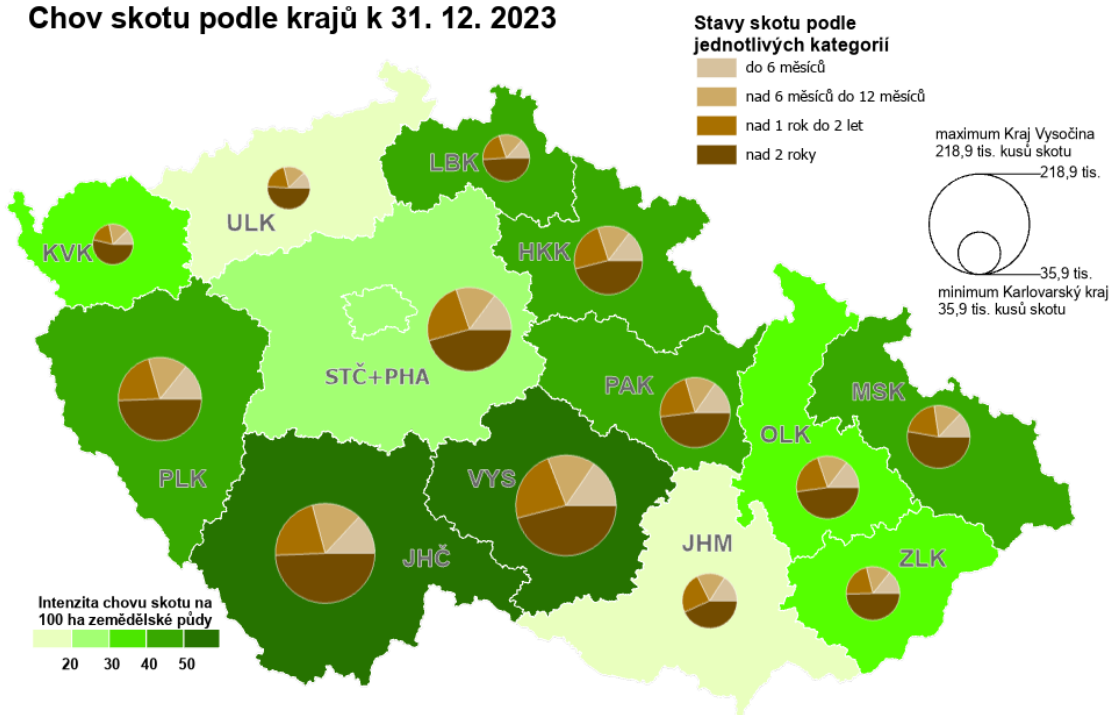 Chov skotu podle krajů k 31. 12. 2023
Stavy skotu podle
jednotlivých kategorií
do 6 měsíců
nad 6 měsíců do 12 měsíců
nad 1 rok do 2 let
nad 2 roky
maximum Kraj Vysočina
218,9 tis. kusů skotu
218,9 tis.
35,9 tis.
minimum Karlovarský kraj
35,9 tis. kusů skotu
LBK
ULK
KVK
HKK
STČ+PHA
PAK
MSK
OLK
PLK
VYS
JHČ
JHM
ZLK
Intenzita chovu skotu na
100 ha zemědělské půdy
20 30 40 50